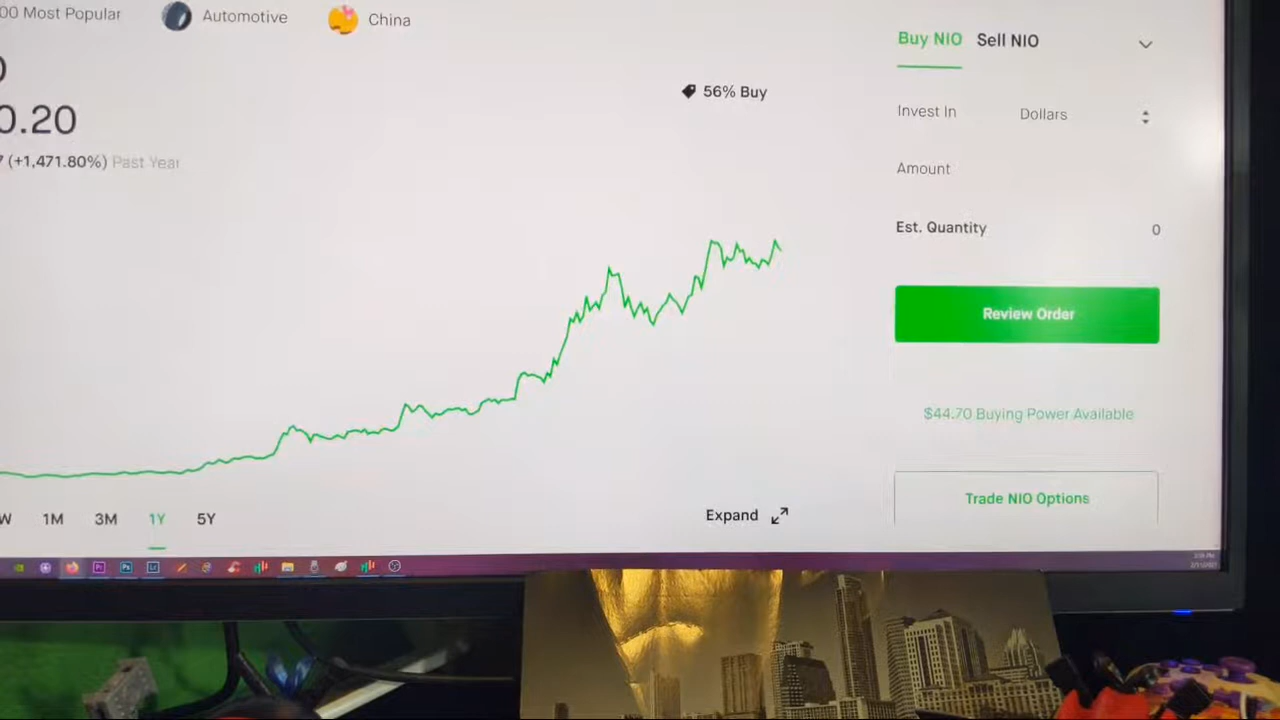 00 Most Popular
Automotive
China
0.20
(+1,471.80%) Past Year
56% Buy
Buy NIO
Sell NIO
Invest In
Dollars
Amount
Est. Quantity
0
Review Order
$44.70 Buying Power Available
Trade NIO Options
W
1M
3M
1Y
5Y
Expand